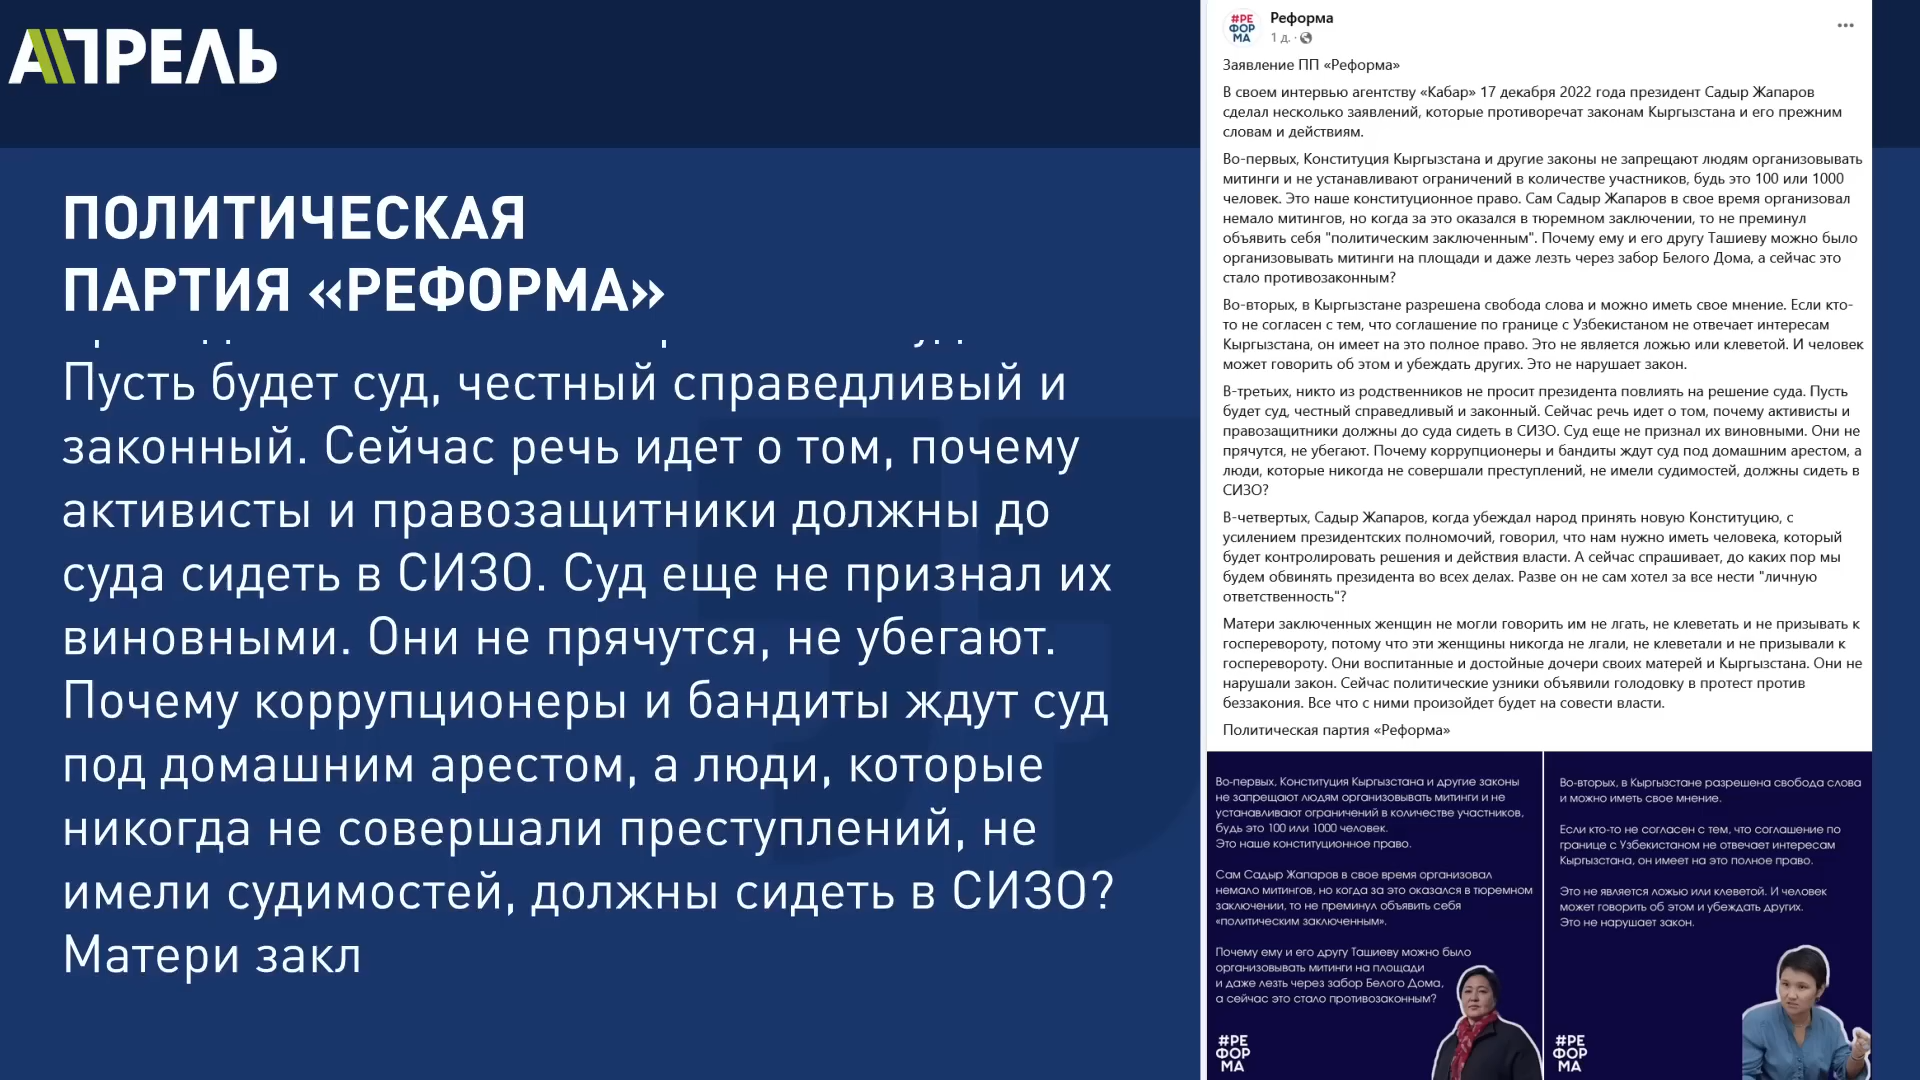 АПРЕЛЬ
ПОЛИТИЧЕСКАЯ
ПАРТИЯ «РЕФОРМА»
Пусть будет суд, честный справедливый и
законный. Сейчас речь идет о том, почему
активисты и правозащитники должны до
суда сидеть в СИЗО. Суд еще не признал их
виновными. Они не прячутся, не убегают.
Почему коррупционеры и бандиты ждут суд
под домашним арестом, а люди, которые
никогда не совершали преступлений, не
имели судимостей, должны сидеть в СИЗО?
Матери закл
#РЕ
ФОР
МА
Реформа
1 д.
Заявление ПП «Реформа»
В своем интервью агентству «Кабар» 17 декабря 2022 года президент Садыр Жапаров
сделал несколько заявлений, которые противоречат законам Кыргызстана и его прежним
словам и действиям.
Во-первых, Конституция Кыргызстана и другие законы не запрещают людям организовывать
митинги и не устанавливают ограничений в количестве участников, будь это 100 или 1000
человек. Это наше конституционное право. Сам Садыр Жапаров в свое время организовал
немало митингов, но когда за это оказался в тюремном заключении, то не преминул
объявить себя "политическим заключенным". Почему ему и его другу Ташиеву можно было
организовывать митинги на площади и даже лезть через забор Белого Дома, а сейчас это
стало противозаконным?
Во-вторых, в Кыргызстане разрешена свобода слова и можно иметь свое мнение. Если кто-
то не согласен с тем, что соглашение по границе с Узбекистаном не отвечает интересам
Кыргызстана, он имеет на это полное право. Это не является ложью или клеветой. И человек
может говорить об этом и убеждать других. Это не нарушает закон.
В-третьих, никто из родственников не просит президента повлиять на решение суда. Пусть
будет суд, честный справедливый и законный. Сейчас речь идет о том, почему активисты и
правозащитники должны до суда сидеть в СИЗО. Суд еще не признал их виновными. Они не
прячутся, не убегают. Почему коррупционеры и бандиты ждут суд под домашним арестом, а
люди, которые никогда не совершали преступлений, не имели судимостей, должны сидеть в
СИЗО?
В-четвертых, Садыр Жапаров, когда убеждал народ принять новую Конституцию, с
усилением президентских полномочий, говорил, что нам нужно иметь человека, который
будет контролировать решения и действия власти. А сейчас спрашивает, до каких пор мы
будем обвинять президента во всех делах. Разве он не сам хотел за все нести "личную
ответственность"?
Матери заключенных женщин не могли говорить им не лгать, не клеветать и не призывать к
госперевороту, потому что эти женщины никогда не лгали, не клеветали и не призывали к
госперевороту. Они воспитанные и достойные дочери своих матерей и Кыргызстана. Они не
нарушали закон. Сейчас политические узники объявили голодовку в протест против
беззакония. Все что с ними произойдет будет на совести власти.
Политическая партия «Реформа»
Во-первых, Конституция Кыргызстана и другие законы
не запрещают людям организовывать митинги и не
устанавливают ограничений в количестве участников,
будь это 100 или 1000 человек.
Это наше конституционное право.
Сам Садыр Жапаров в свое время организовал
немало митингов, но когда за это оказался в тюремном
заключении, то не преминул объявить себя
«политическим заключенным».
Почему ему и его другу Ташиеву можно было
организовывать митинги на площади
и даже лезть через забор Белого Дома,
а сейчас это стало противозаконным?
#РЕ
ФОР
МА
Во-вторых, в Кыргызстане разрешена свобода слова
и можно иметь свое мнение.
Если кто-то не согласен с тем, что соглашение по
границе с Узбекистаном не отвечает интересам
Кыргызстана, он имеет на это полное право.
Это не является ложью или клеветой. И человек
может говорить об этом и убеждать других.
Это не нарушает закон.
#РЕ
ФОР
МА